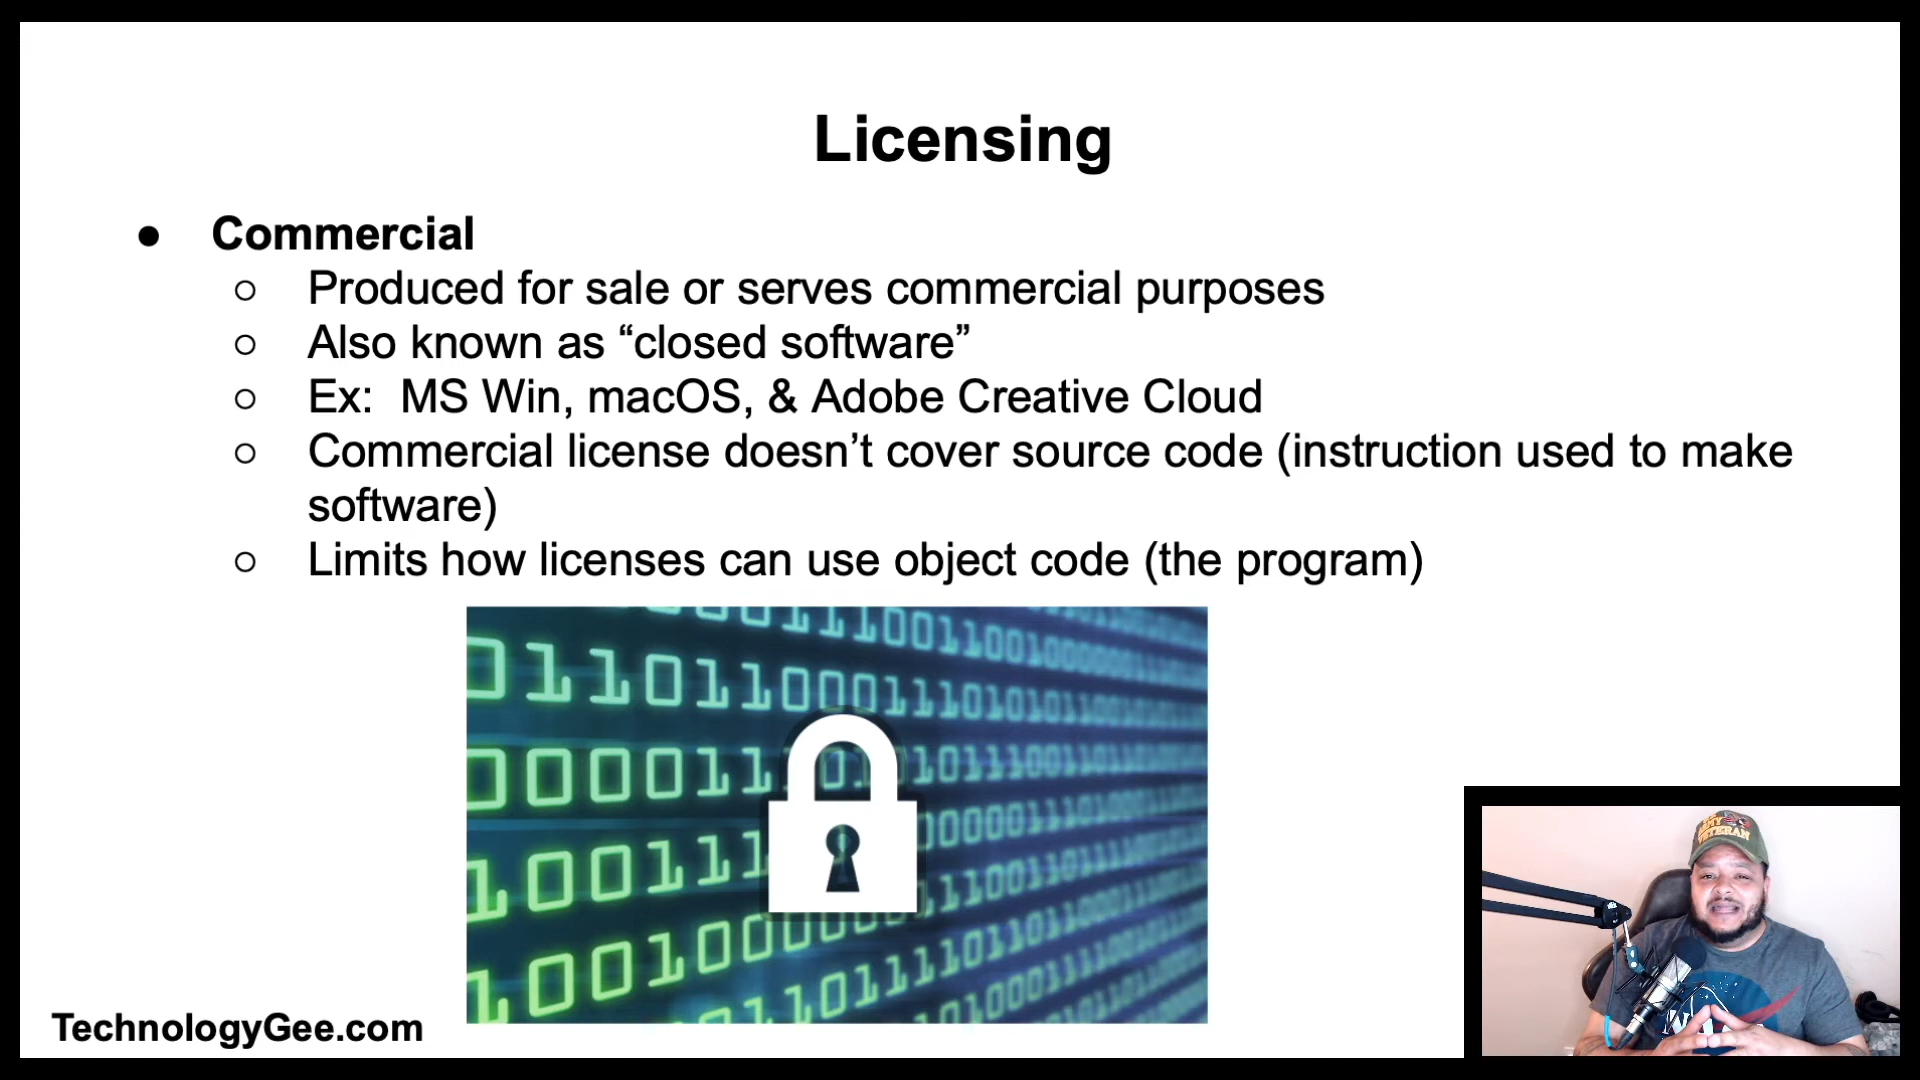 Licensing
● Commercial
○ Produced for sale or serves commercial purposes
○ Also known as “closed software”
○ Ex:  MS Win, macOS, & Adobe Creative Cloud
○ Commercial license doesn’t cover source code (instruction used to make
software)
○ Limits how licenses can use object code (the program)
TechnologyGee.com
ARMY
VETERAN